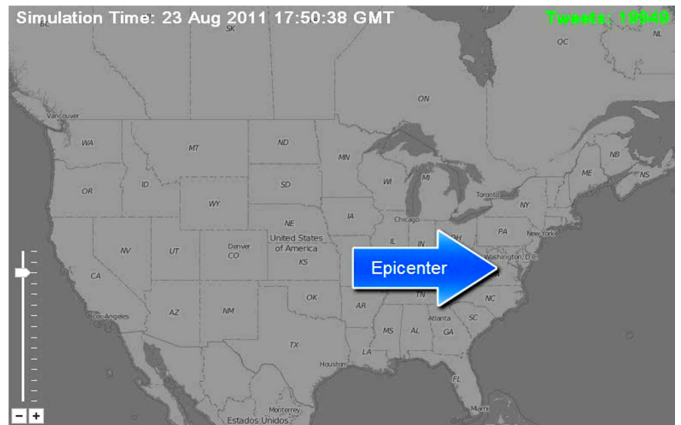 Simulation Time: 23 Aug 2011 17:50:38 GMT
Tweets: 19949
BC
SK
QC
NL
ON
Vancouver
WA
MT
ND
MN
NB
ME
NS
OR
ID
SD
WI
MI
Toronto
WY
NY
IA
Chicago
NE
PA
New York
United States
of America
NV
UT
Denver
CO
KS
IL
IN
OH
Washington, D.C.
CA
Epicenter
Los Angeles
AZ
NM
OK
AR
TN
NC
Atlanta
SC
MS
AL
GA
TX
LA
Houston
FL
Monterrey
Miami
Estados Unidos
- +